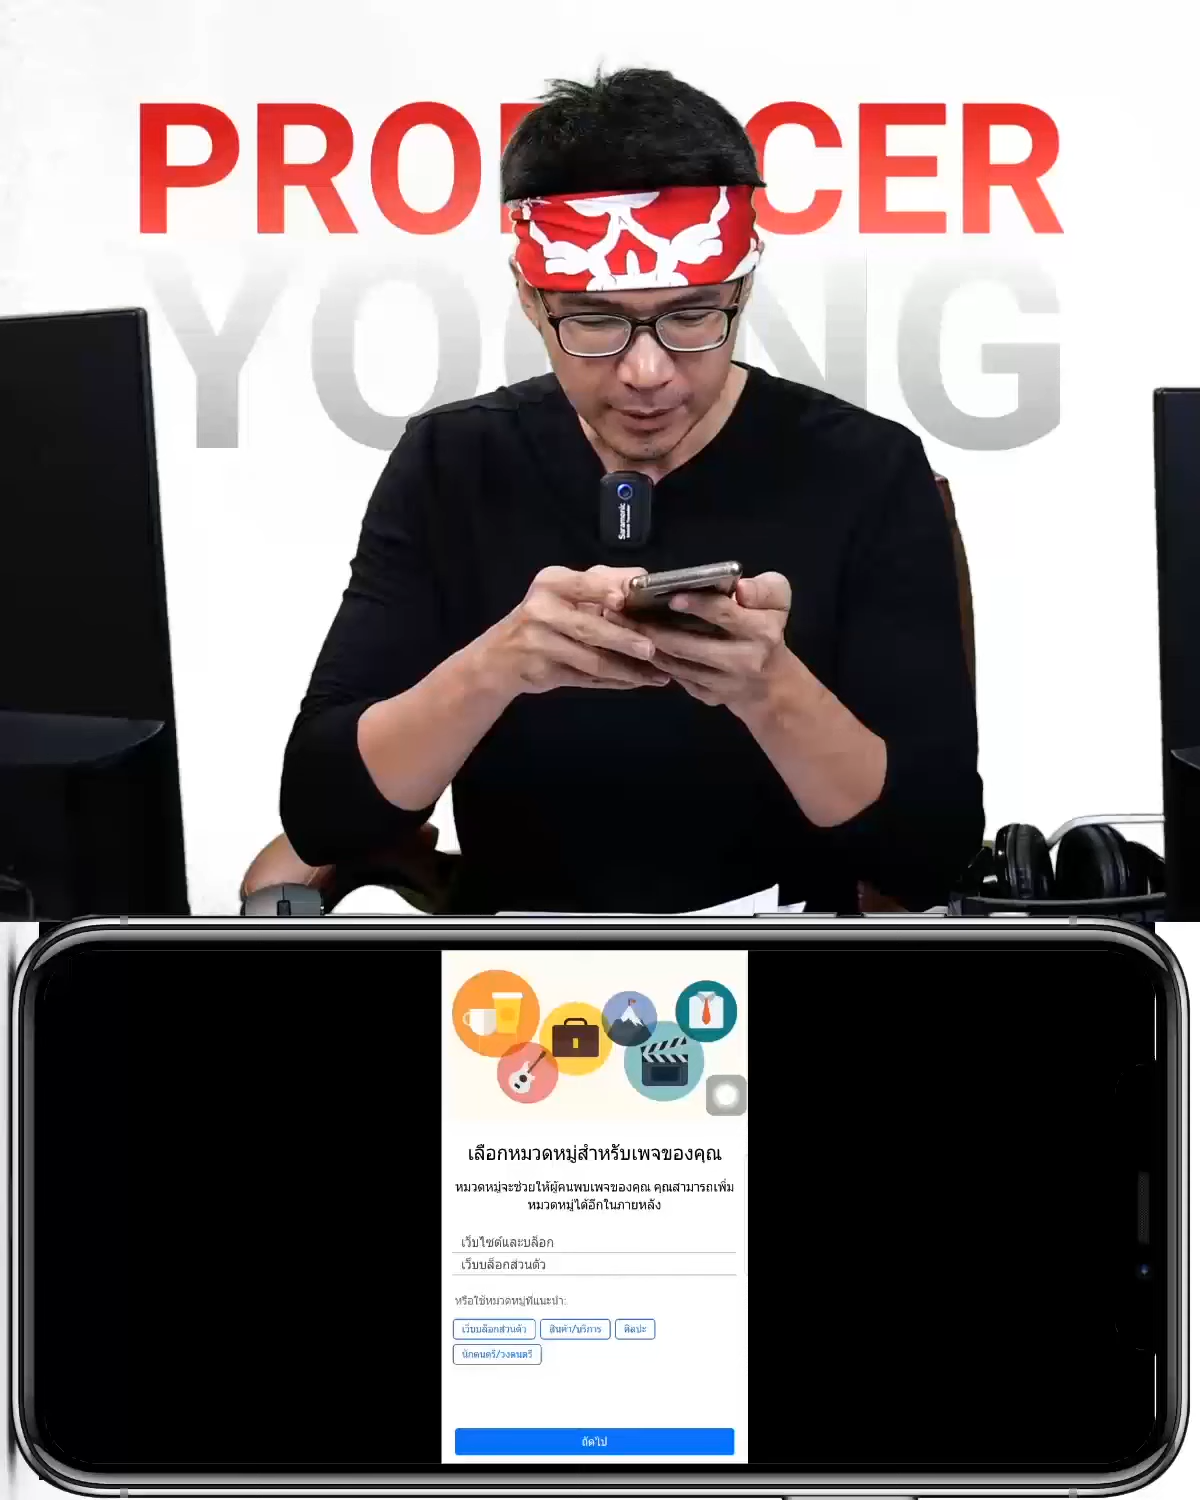 PRO CER
YO NG
Saramonic
เลือกหมวดหมู่สำหรับเพจของคุณ
หมวดหมู่จะช่วยให้ผู้คนพบเพจของคุณ คุณสามารถเพิ่ม
หมวดหมู่ได้อีกในภายหลัง
เว็บไซต์และบล็อก
เว็บบล็อกส่วนตัว
หรือใช้หมวดหมู่ที่แนะนำ:
เว็บบล็อกส่วนตัว สินค้า/บริการ ศิลปะ
นักดนตรี/วงดนตรี
ถัดไป